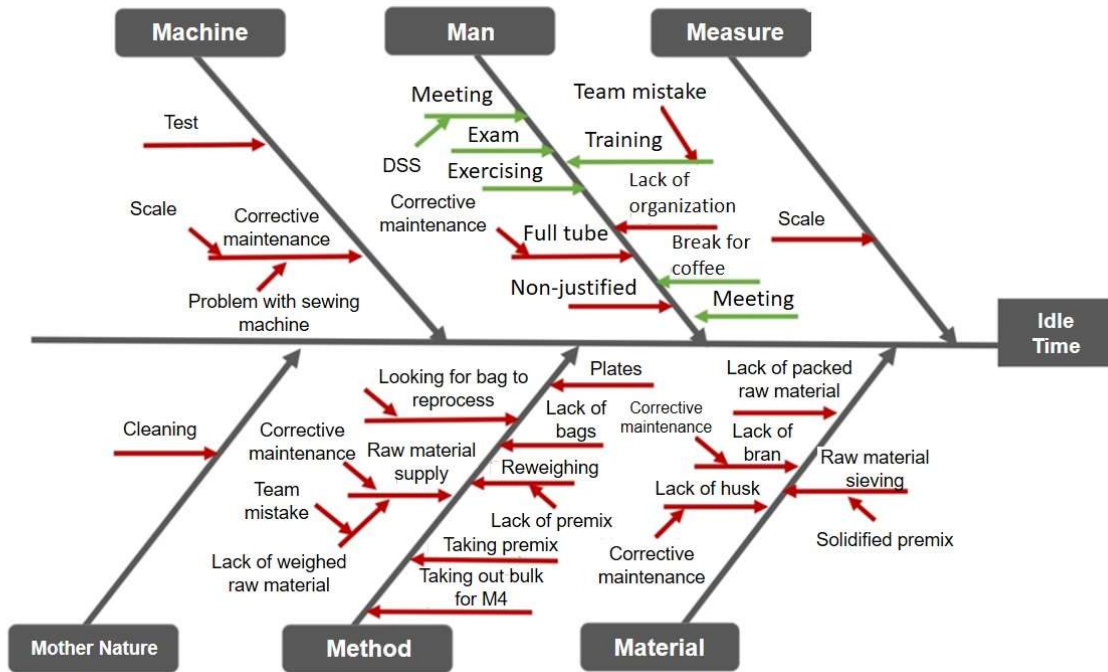 Machine
Man
Measure
Test
Scale
Corrective
maintenance
Problem with sewing
machine
Meeting
DSS
Exam
Exercising
Corrective
maintenance
Full tube
Non-justified
Team mistake
Training
Lack of
organization
Break for
coffee
Meeting
Scale
Idle
Time
Cleaning
Looking for bag to
reprocess
Corrective
maintenance
Raw material
supply
Team
mistake
Lack of weighed
raw material
Plates
Lack of
bags
Reweighing
Lack of premix
Taking premix
Taking out bulk
for M4
Lack of packed
raw material
Corrective
maintenance
Lack of
bran
Raw material
sieving
Lack of husk
Solidified premix
Corrective
maintenance
Mother Nature
Method
Material